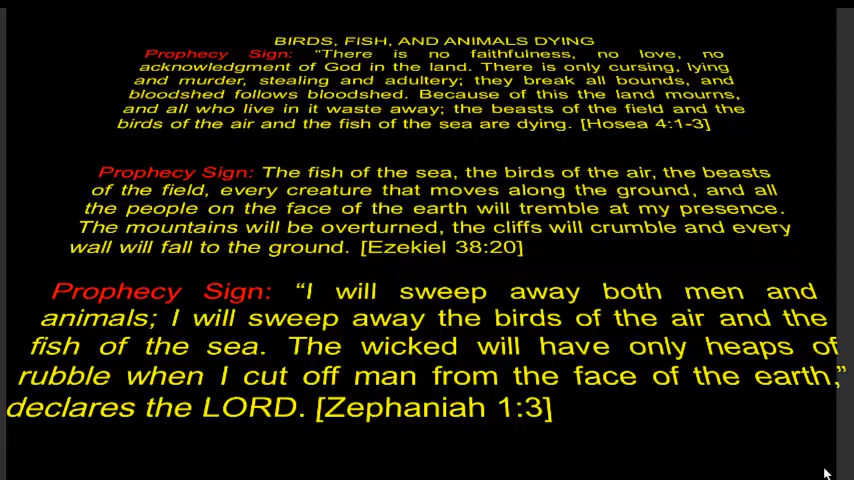 BIRDS, FISH, AND ANIMALS DYING
Prophecy Sign: “There is no faithfulness, no love, no
acknowledgment of God in the land. There is only cursing, lying
and murder, stealing and adultery; they break all bounds, and
bloodshed follows bloodshed. Because of this the land mourns,
and all who live in it waste away; the beasts of the field and the
birds of the air and the fish of the sea are dying. [Hosea 4:1-3]
Prophecy Sign: The fish of the sea, the birds of the air, the beasts
of the field, every creature that moves along the ground, and all
the people on the face of the earth will tremble at my presence.
The mountains will be overturned, the cliffs will crumble and every
wall will fall to the ground. [Ezekiel 38:20]
Prophecy Sign: “I will sweep away both men and
animals; I will sweep away the birds of the air and the
fish of the sea. The wicked will have only heaps of
rubble when I cut off man from the face of the earth,”
declares the LORD. [Zephaniah 1:3]